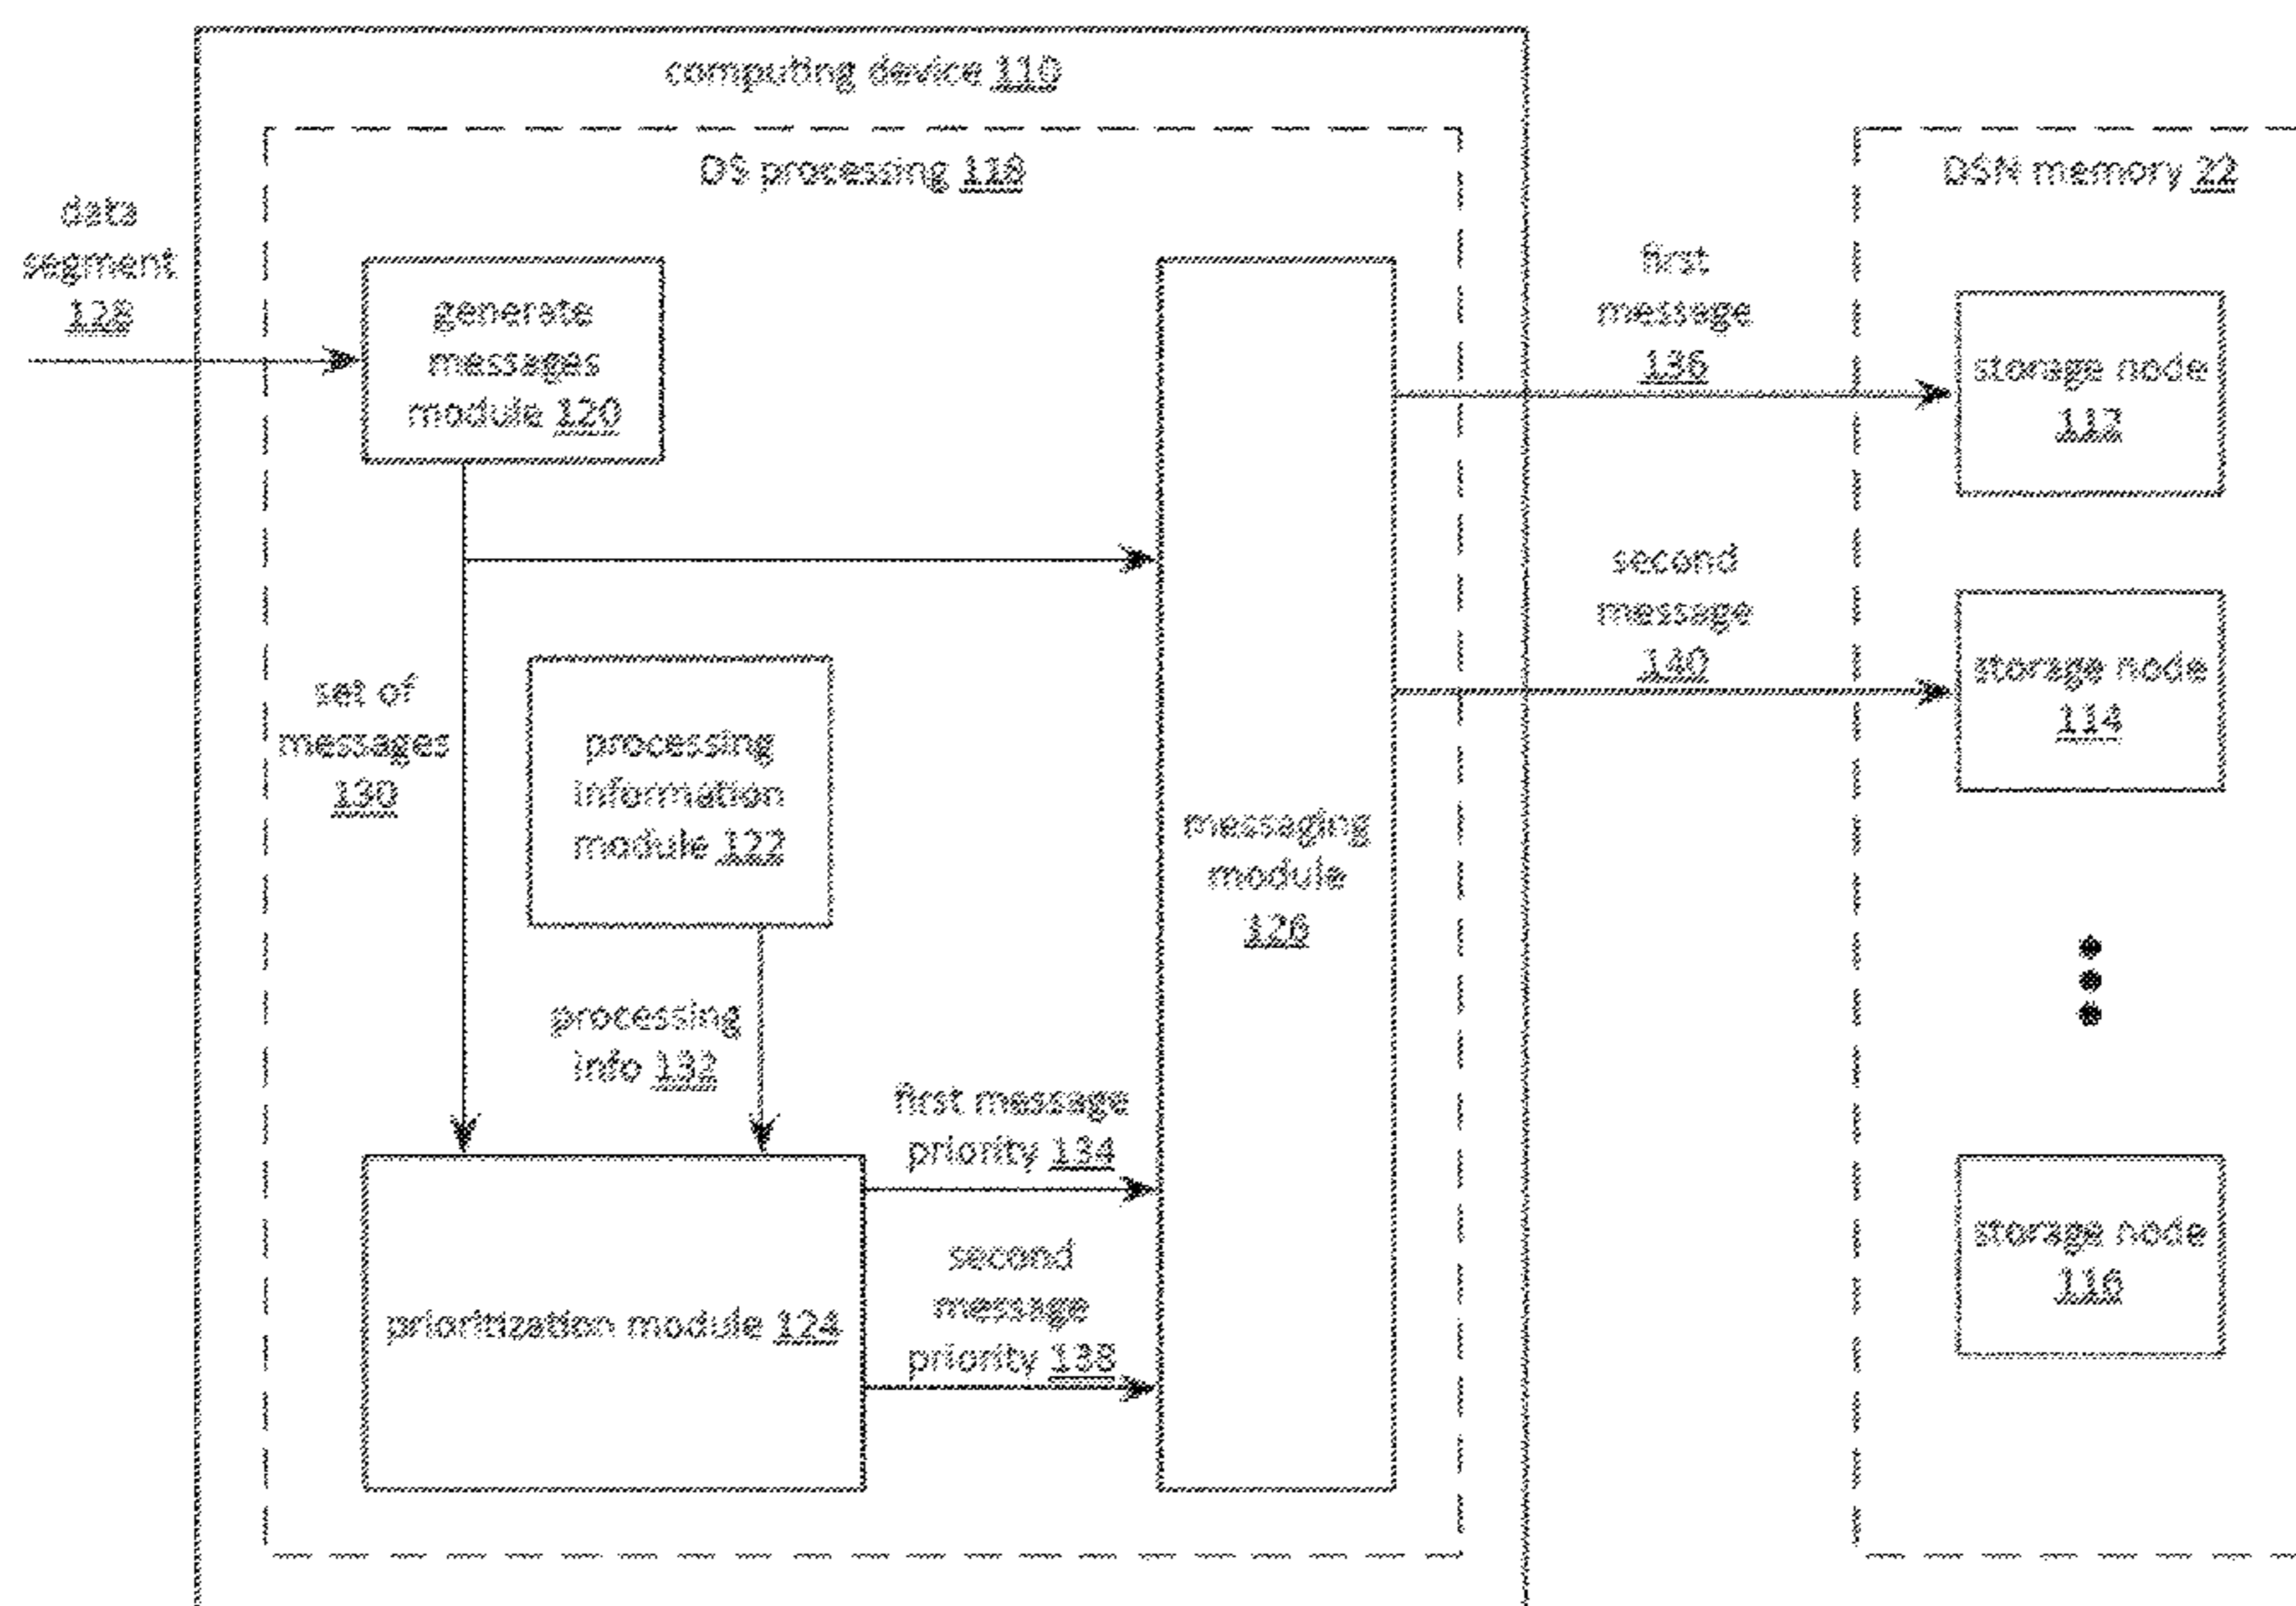 computing device 110
DS processing 118
DSN memory 22
data
segment
128
generate
messages
module 120
first
message
136
storage node
112
second
message
140
storage node
114
set of
messages
130
processing
information
module 122
messaging
module
126
processing
info 132
first message
priority 134
second
message
priority 138
prioritization module 124
storage node
116